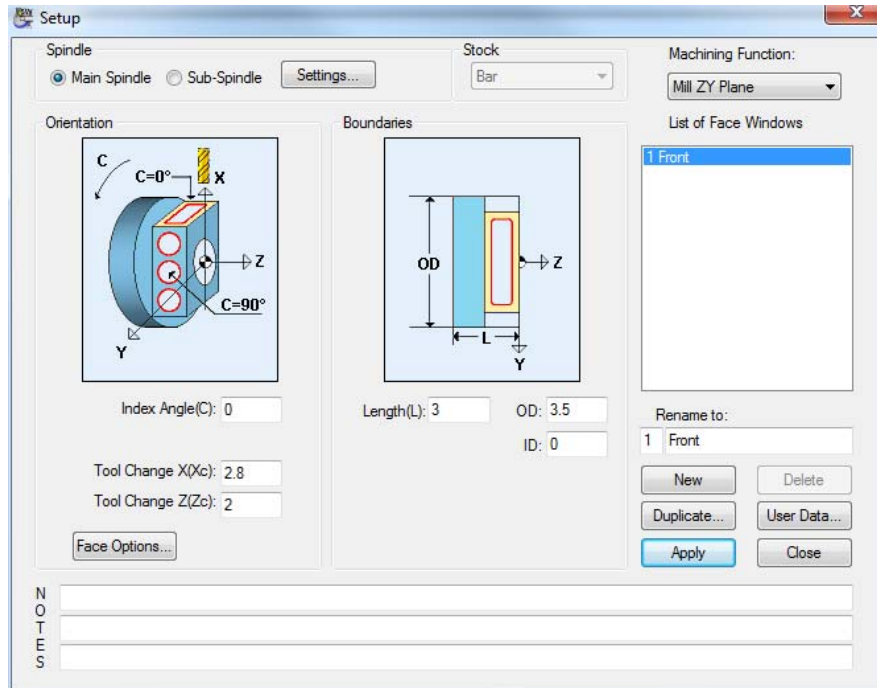 Setup
Spindle
Main Spindle Sub-Spindle Settings...
Stock
Bar
Machining Function:
Mill ZY Plane
Orientation
C
C=0°
X
Z
C=90°
Y
Index Angle(C): 0
Tool Change X(Xc): 2.8
Tool Change Z(Zc): 2
Face Options...
Boundaries
OD
Z
L
Y
Length(L): 3 OD: 3.5
ID: 0
List of Face Windows
1 Front
Rename to:
1 Front
New Delete
Duplicate... User Data...
Apply Close
N
O
T
E
S